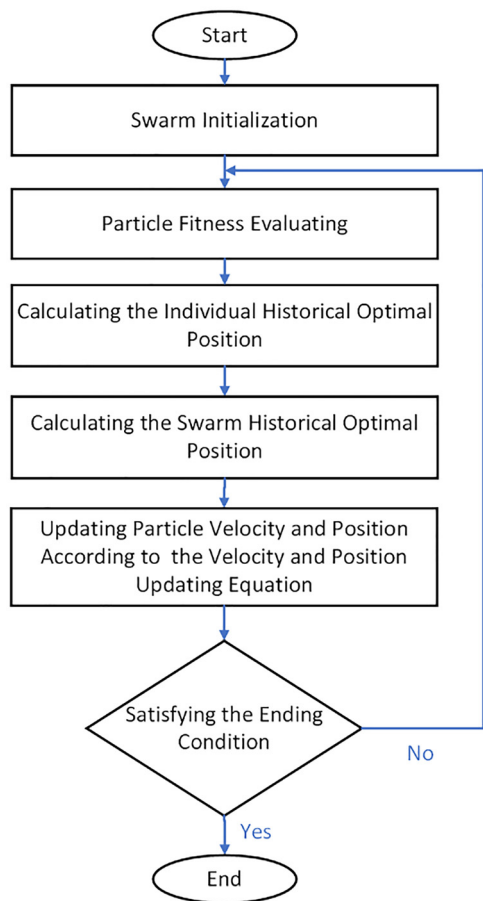 Start
Swarm Initialization
Particle Fitness Evaluating
Calculating the Individual Historical Optimal
Position
Calculating the Swarm Historical Optimal
Position
Updating Particle Velocity and Position
According to  the Velocity and Position
Updating Equation
Satisfying the Ending
Condition
No
Yes
End